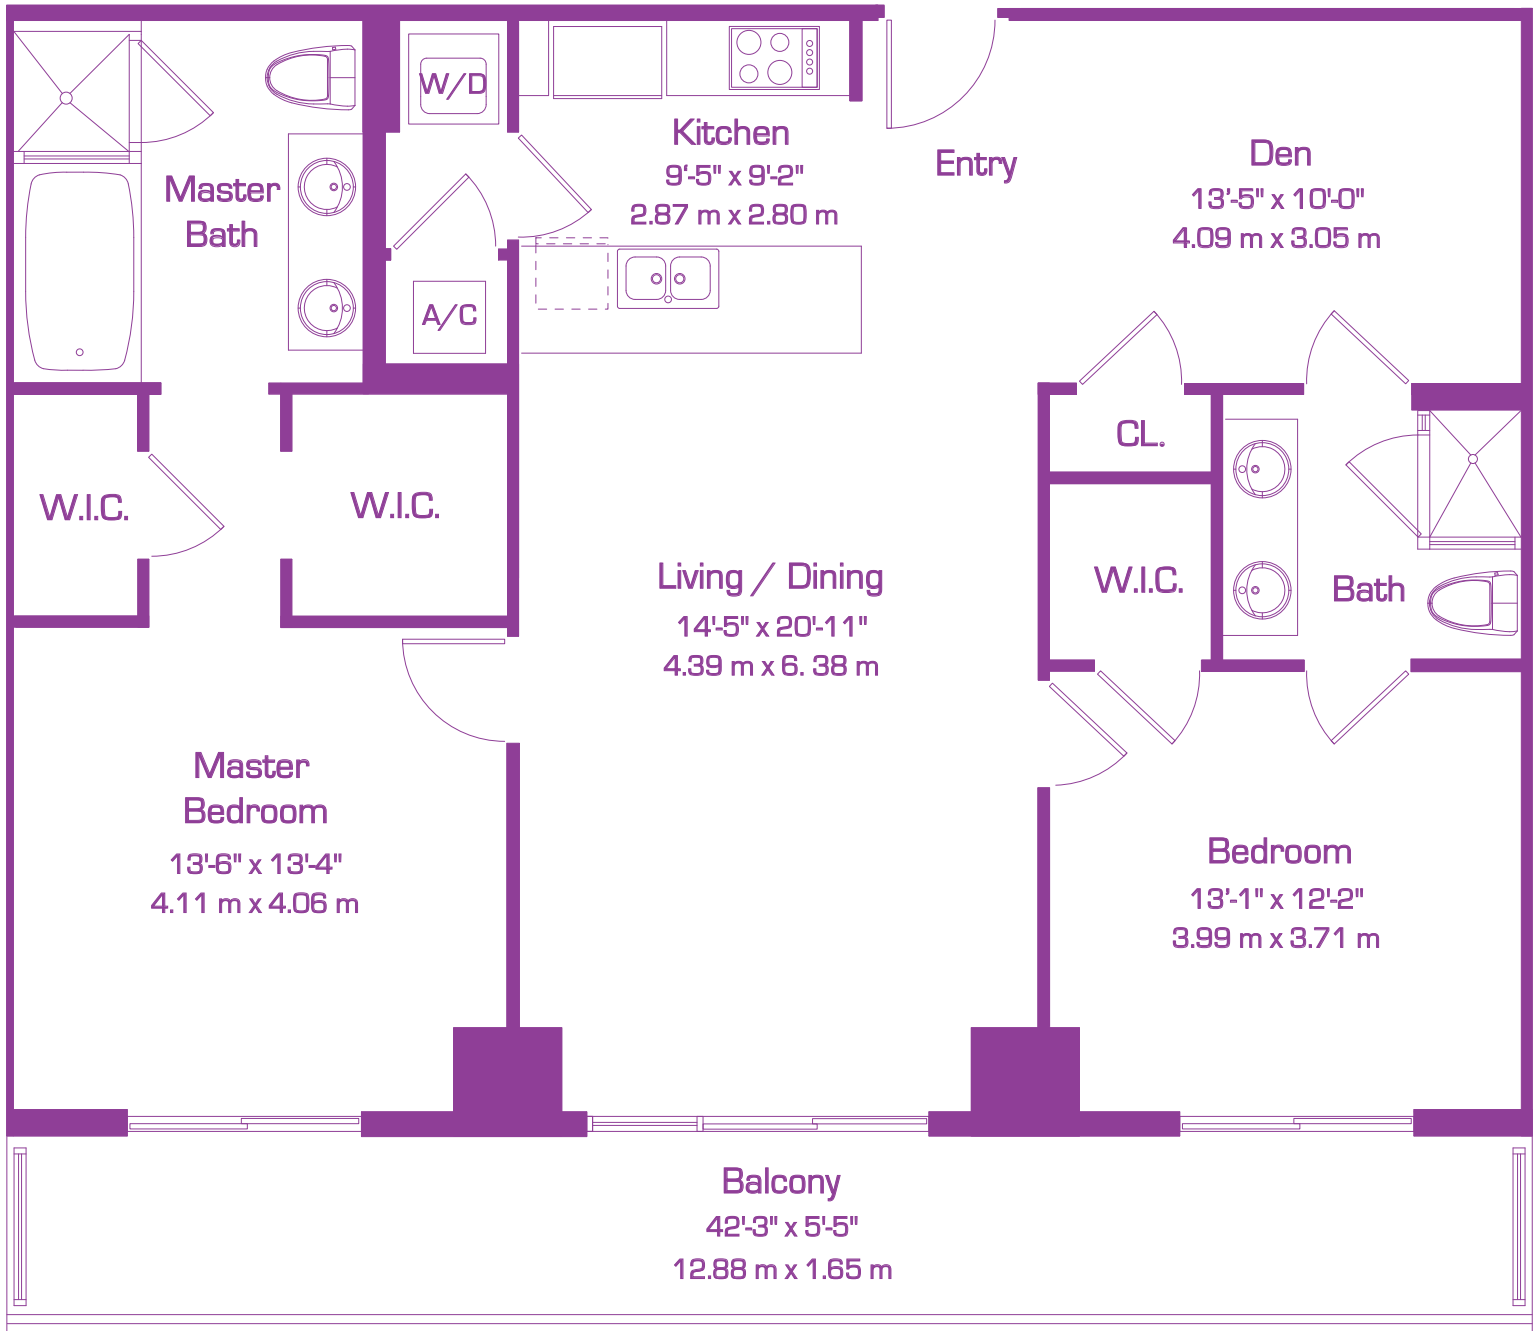 W/D
Kitchen
9'-5" x 9'-2"
2.87 m x 2.80 m
Entry
Den
13'-5" x 10'-0"
4.09 m x 3.05 m
Master
Bath
A/C
CL.
W.I.C.
W.I.C.
Living / Dining
14'-5" x 20'-11"
4.39 m x 6. 38 m
W.I.C.
Bath
Master
Bedroom
13'-6" x 13'-4"
4.11 m x 4.06 m
Bedroom
13'-1" x 12'-2"
3.99 m x 3.71 m
Balcony
42'-3" x 5'-5"
12.88 m x 1.65 m